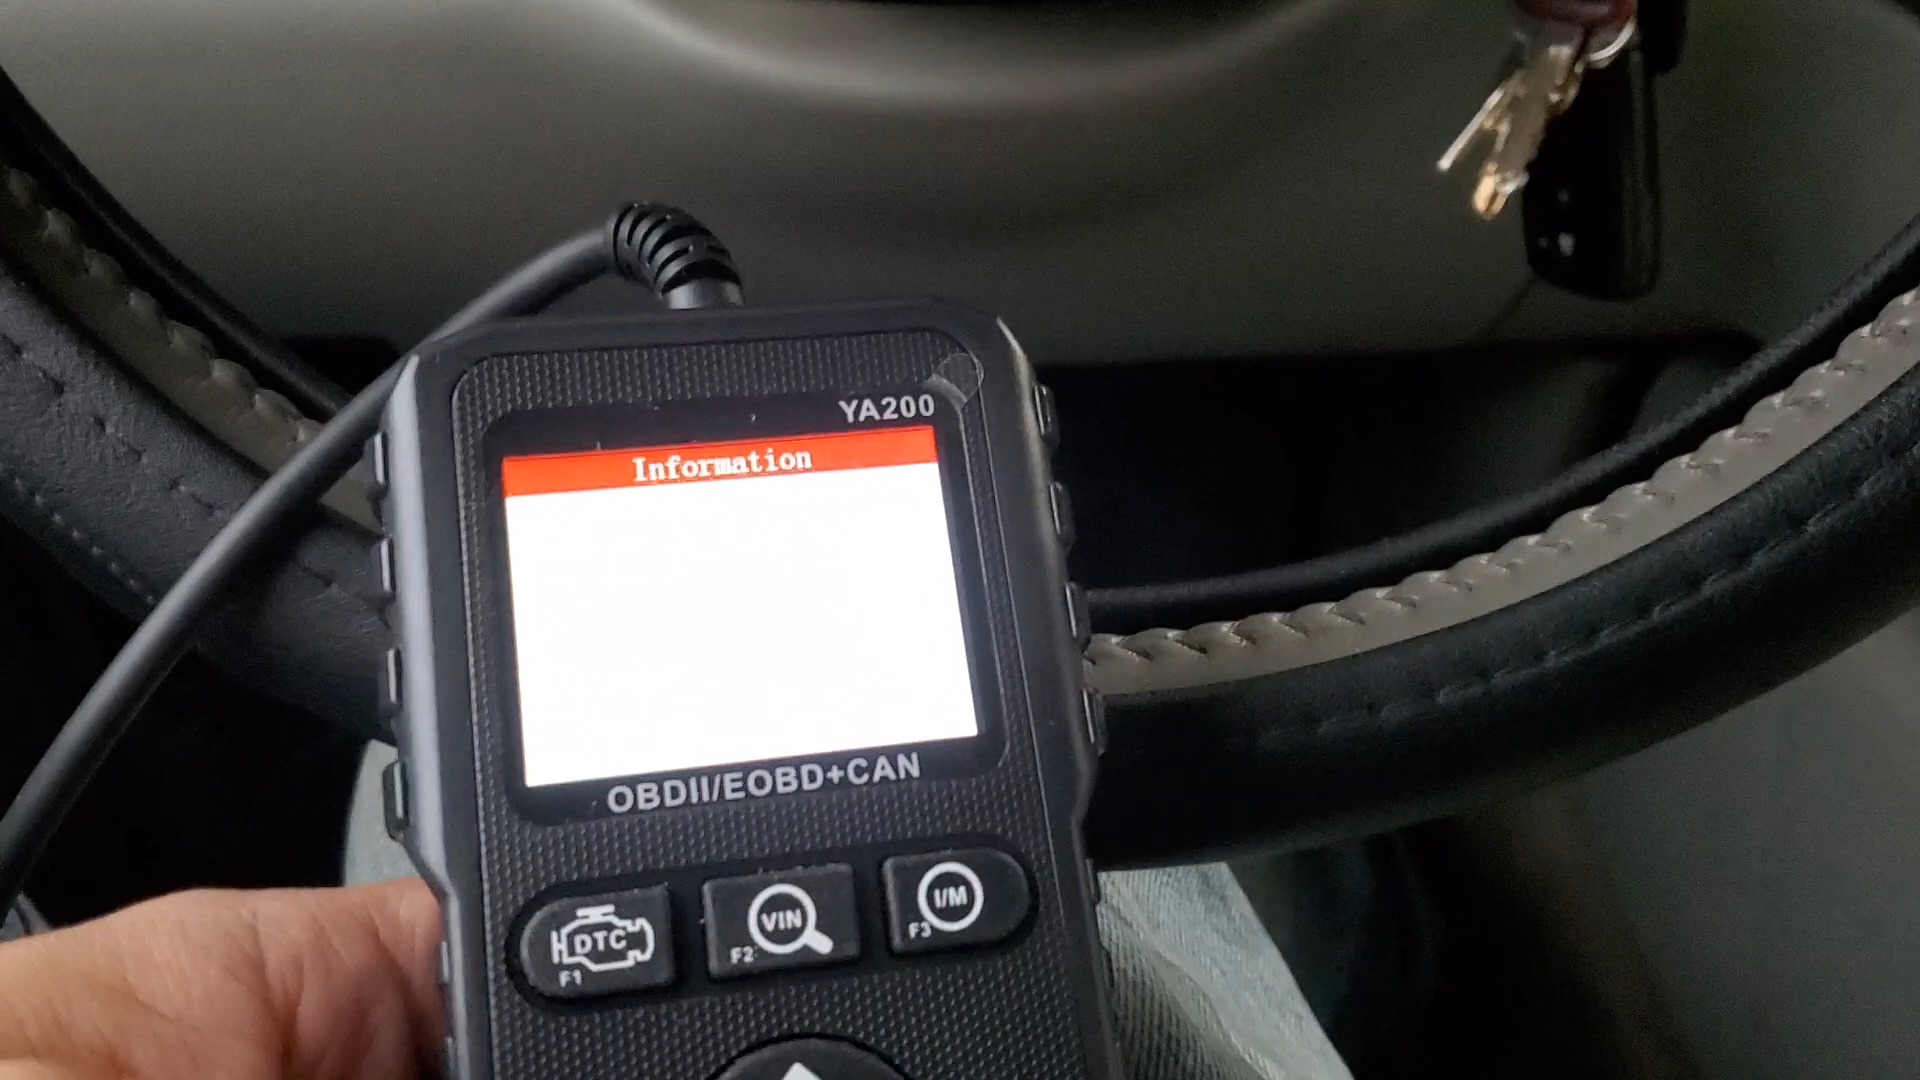 YA200
Information
OBDII/EOBD+CAN
DTC
F1
VIN
F2
I/M
F3